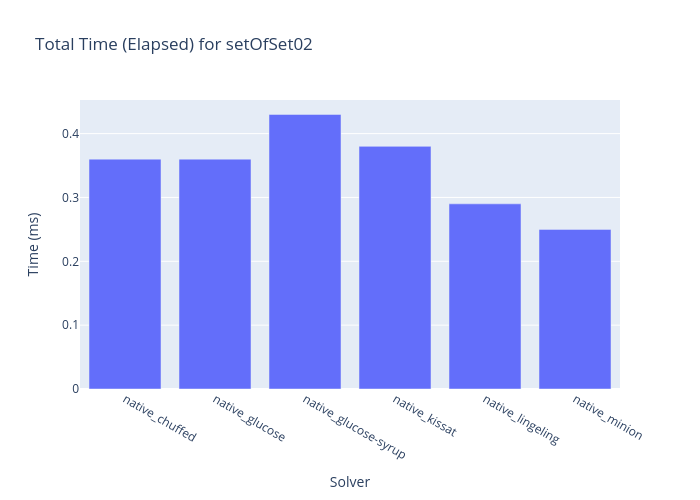 Total Time (Elapsed) for setOfSet02
Time (ms)
0.4
0.3
0.2
0.1
0
native_chuffed
native_glucose
native_glucose-syrup
native_kissat
native_lingeling
native_minion
Solver